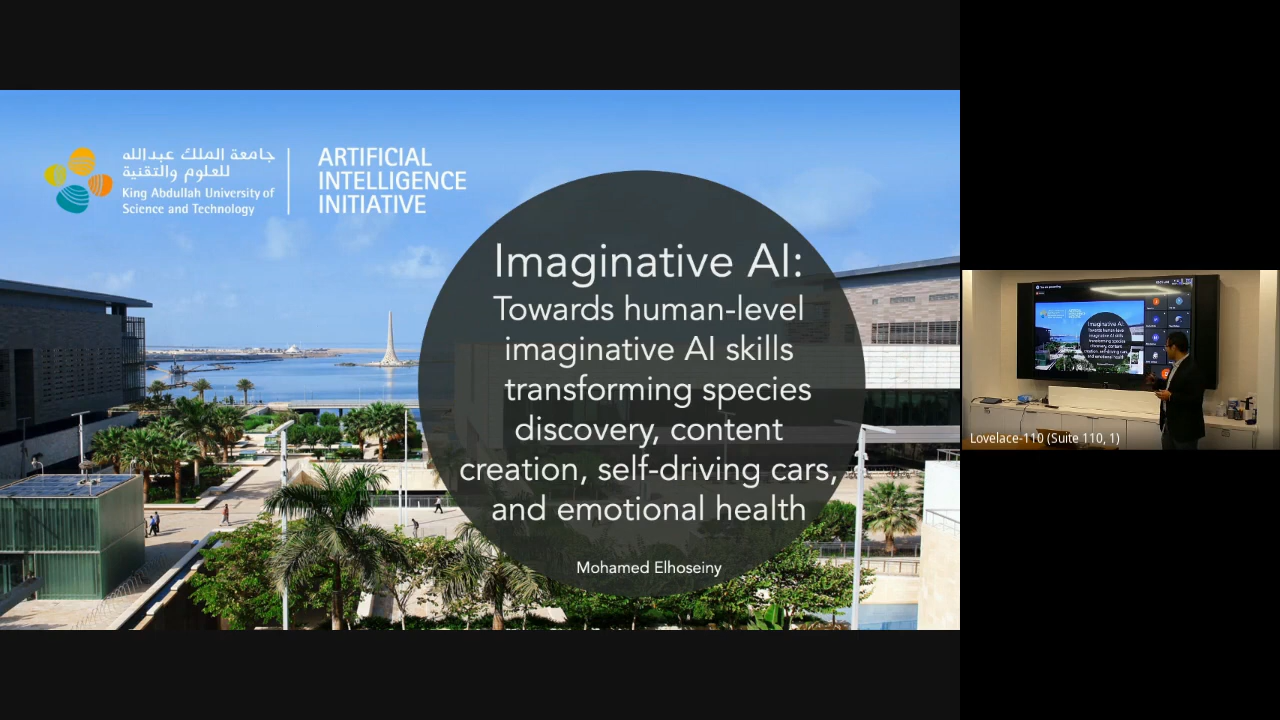 جامعة الملك عبدالله
للعلوم والتقنية
King Abdullah University of
Science and Technology
ARTIFICIAL
INTELLIGENCE
INITIATIVE
Imaginative AI:
Towards human-level
imaginative AI skills
transforming species
discovery, content
creation, self-driving cars,
and emotional health
Mohamed Elhoseiny
Lovelace-110 (Suite 110, 1)